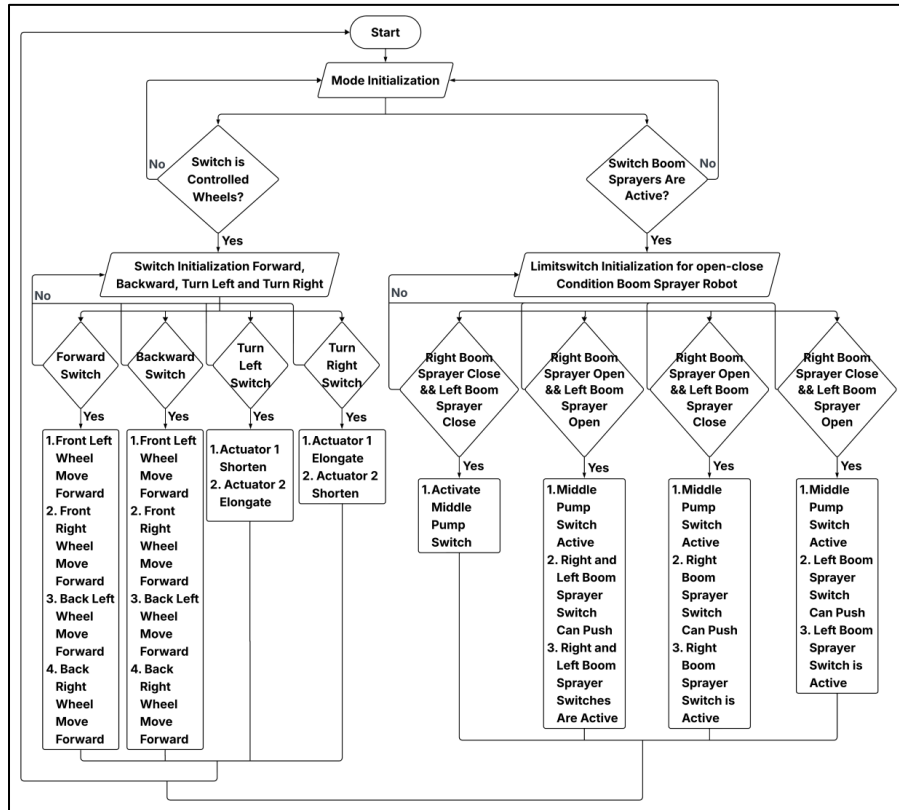 Start
Mode Initialization
No
Switch is
Controlled
Wheels?
Yes
Switch Boom
Sprayers Are
Active?
No
Yes
Switch Initialization Forward,
Backward, Turn Left and Turn Right
No
Limitswitch Initialization for open-close
Condition Boom Sprayer Robot
No
Forward
Switch
Yes
Backward
Switch
Yes
Turn
Left
Switch
Yes
Turn
Right
Switch
Yes
Right Boom
Sprayer Close
&& Left Boom
Sprayer
Close
Yes
Right Boom
Sprayer Open
&& Left Boom
Sprayer
Open
Yes
Right Boom
Sprayer Open
&& Left Boom
Sprayer
Close
Yes
Right Boom
Sprayer Close
&& Left Boom
Sprayer
Open
Yes
1.Front Left
Wheel
Move
Forward
2. Front
Right
Wheel
Move
Forward
3. Back Left
Wheel
Move
Forward
4. Back
Right
Wheel
Move
Forward
1.Front Left
Wheel
Move
Forward
2. Front
Right
Wheel
Move
Forward
3. Back Left
Wheel
Move
Forward
4. Back
Right
Wheel
Move
Forward
1.Actuator 1
Shorten
2. Actuator 2
Elongate
1.Actuator 1
Elongate
2. Actuator 2
Shorten
1.Activate
Middle
Pump
Switch
1.Middle
Pump
Switch
Active
2. Right and
Left Boom
Sprayer
Switch
Can Push
3. Right and
Left Boom
Sprayer
Switches
Are Active
1.Middle
Pump
Switch
Active
2. Right
Boom
Sprayer
Switch
Can Push
3. Right
Boom
Sprayer
Switch is
Active
1.Middle
Pump
Switch
Active
2. Left Boom
Sprayer
Switch
Can Push
3. Left Boom
Sprayer
Switch is
Active